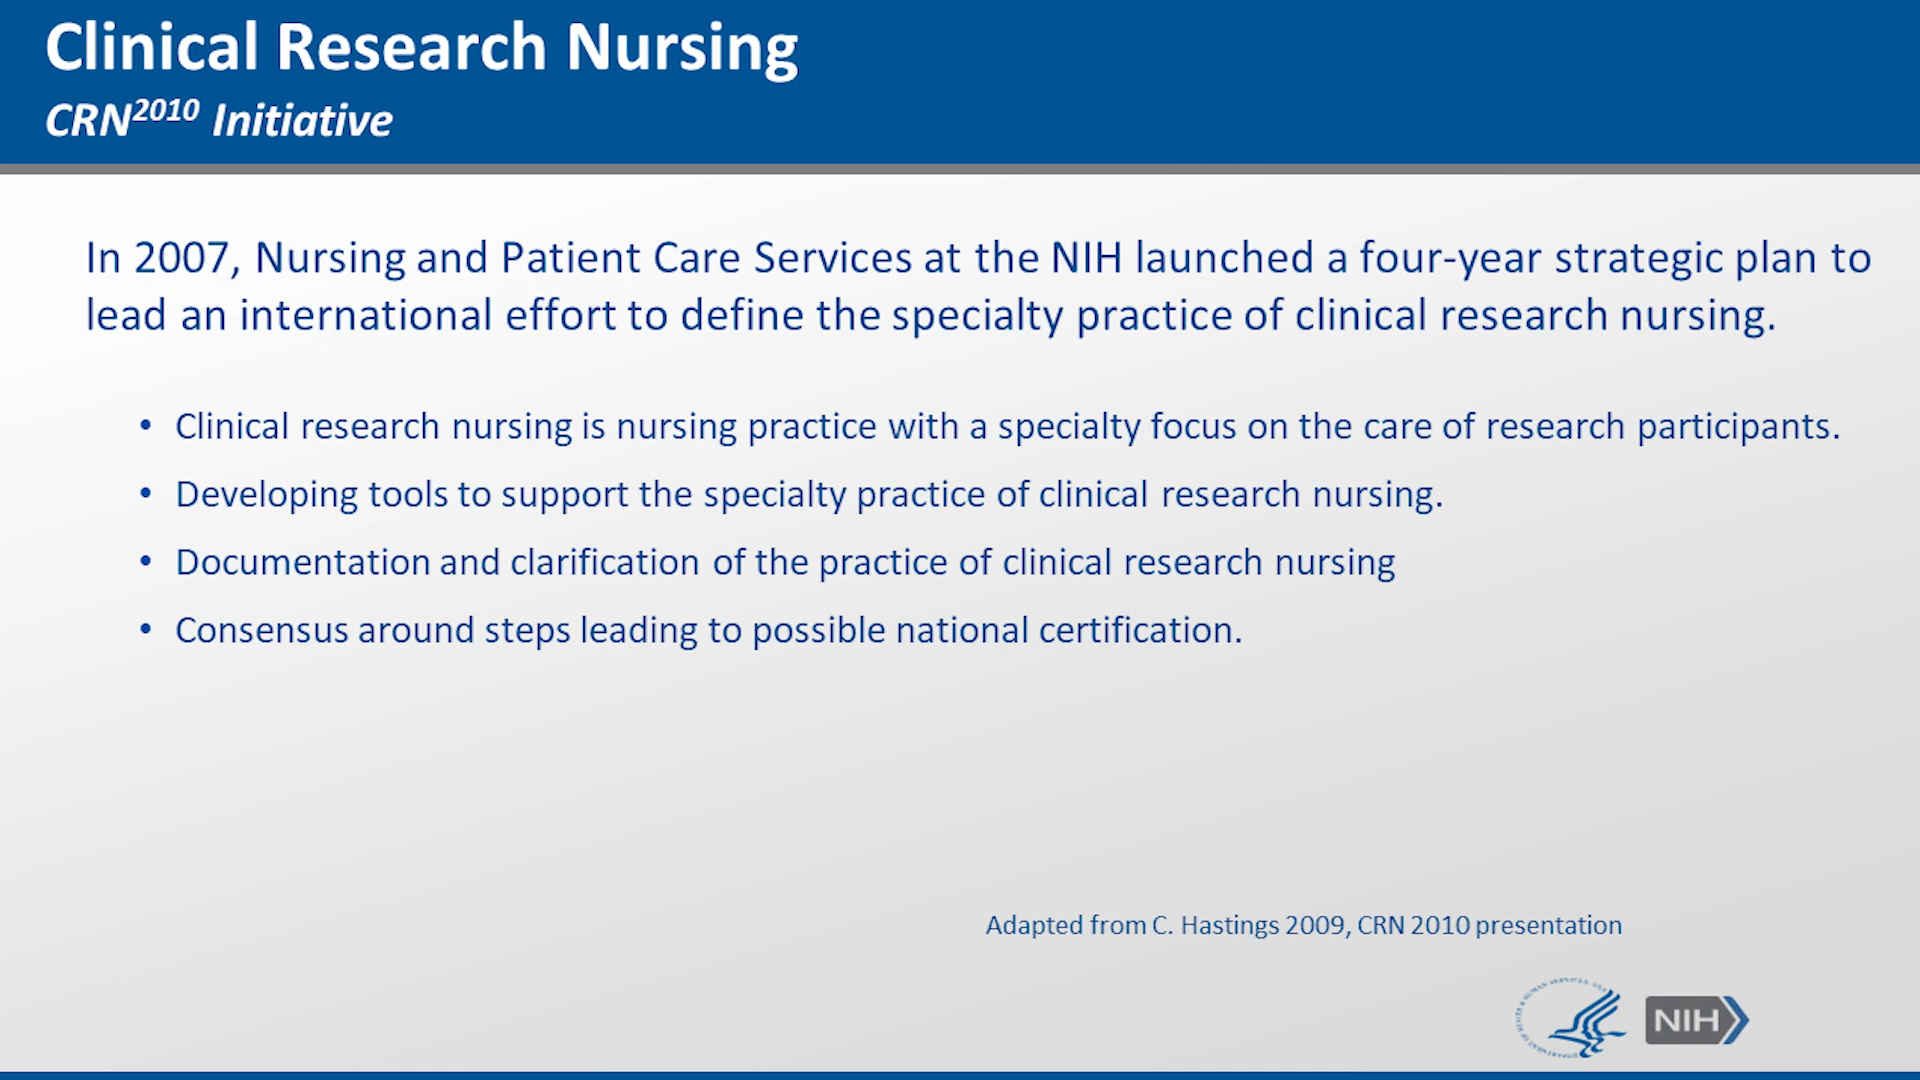 Clinical Research Nursing
CRN2010 Initiative
In 2007, Nursing and Patient Care Services at the NIH launched a four-year strategic plan to
lead an international effort to define the specialty practice of clinical research nursing.
• Clinical research nursing is nursing practice with a specialty focus on the care of research participants.
• Developing tools to support the specialty practice of clinical research nursing.
• Documentation and clarification of the practice of clinical research nursing
• Consensus around steps leading to possible national certification.
Adapted from C. Hastings 2009, CRN 2010 presentation
NIH